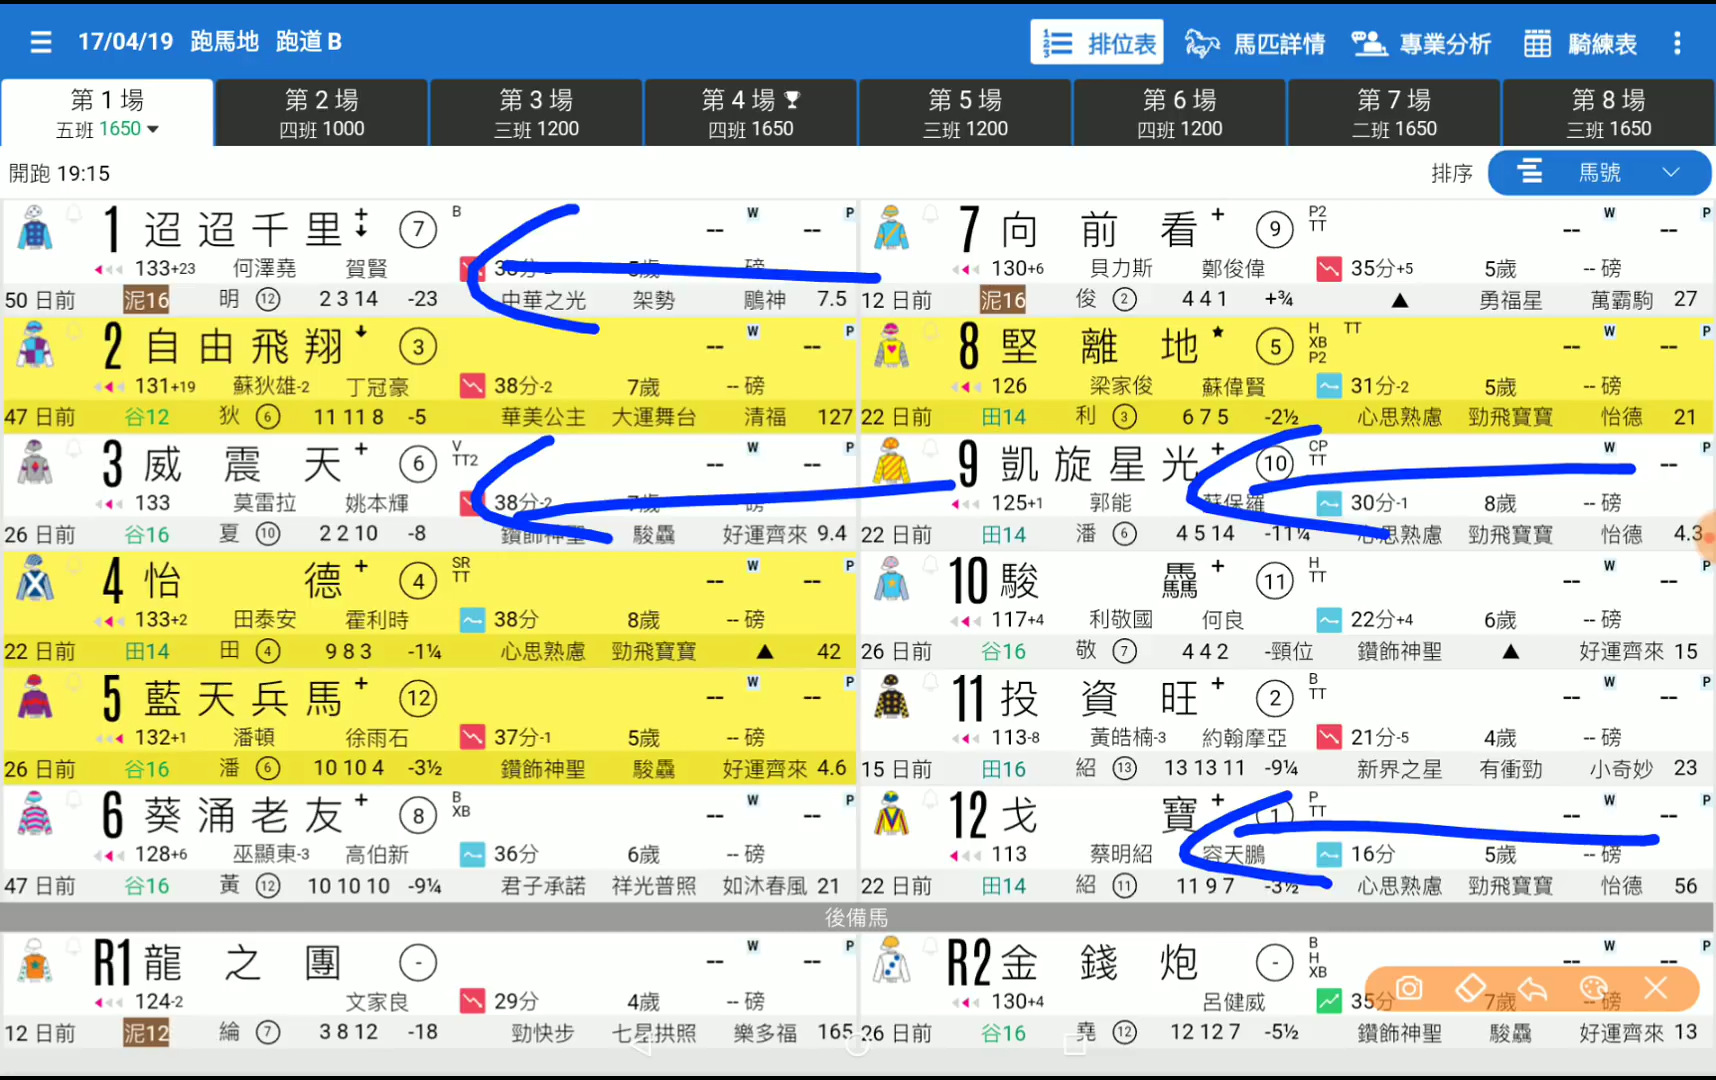 17/04/19 跑馬地 跑道 B
排位表 馬匹詳情 專業分析 騎練表
第 1 場 第 2 場 第 3 場 第 4 場 第 5 場 第 6 場 第 7 場 第 8 場
五班 1650 四班 1000 三班 1200 四班 1650 三班 1200 四班 1200 二班 1650 三班 1650
開跑 19:15 排序 馬號
1 迢迢千里 7 B -- W -- P
133+23 何澤堯 賀賢
50 日前 泥16 明 12 2 3 14 -23 中華之光 架勢 鵰神 7.5
2 自由飛翔 3 -- W -- P
131+19 蘇狄雄-2 丁冠豪 38分-2 7歲 -- 磅
47 日前 谷12 狄 6 11 11 8 -5 華美公主 大運舞台 清福 127
3 威震天 6 V TT2 -- W -- P
133 莫雷拉 姚本輝 38分-2
26 日前 谷16 夏 10 2 2 10 -8 鑽飾神聖 駿驫 好運齊來 9.4
4 怡德 4 SR TT -- W -- P
133+2 田泰安 霍利時 38分 8歲 -- 磅
22 日前 田14 田 4 9 8 3 -1¼ 心思熟慮 勁飛寶寶 ▲ 42
5 藍天兵馬 12 -- W -- P
132+1 潘頓 徐雨石 37分-1 5歲 -- 磅
26 日前 谷16 潘 6 10 10 4 -3½ 鑽飾神聖 駿驫 好運齊來 4.6
6 葵涌老友 8 B XB -- W -- P
128+6 巫顯東-3 高伯新 36分 6歲 -- 磅
47 日前 谷16 黃 12 10 10 10 -9¼ 君子承諾 祥光普照 如沐春風 21
7 向前看 9 P2 TT -- W -- P
130+6 貝力斯 鄭俊偉 35分+5 5歲 -- 磅
12 日前 泥16 俊 2 4 4 1 +¾ ▲ 勇福星 萬霸駒 27
8 堅離地 5 H XB P2 TT -- W -- P
126 梁家俊 蘇偉賢 31分-2 5歲 -- 磅
22 日前 田14 利 3 6 7 5 -2½ 心思熟慮 勁飛寶寶 怡德 21
9 凱旋星光 10 CP TT W -- P
125+1 郭能 蘇保羅 30分-1 8歲 -- 磅
22 日前 田14 潘 6 4 5 14 -11¼ 心思熟慮 勁飛寶寶 怡德 4.3
10 駿驫 11 H TT -- W -- P
117+4 利敬國 何良 22分+4 6歲 -- 磅
26 日前 谷16 敬 7 4 4 2 -頸位 鑽飾神聖 ▲ 好運齊來 15
11 投資旺 2 B TT -- W -- P
113-8 黃皓楠-3 約翰摩亞 21分-5 4歲 -- 磅
15 日前 田16 紹 13 13 13 11 -9¼ 新界之星 有衝勁 小奇妙 23
12 戈寶 1 P TT -- W -- P
113 蔡明紹 容天鵬 16分 5歲 -- 磅
22 日前 田14 紹 11 11 9 7 -3½ 心思熟慮 勁飛寶寶 怡德 56
後備馬
R1 龍之團 - -- W -- P
124-2 文家良 29分 4歲 -- 磅
12 日前 泥12 綸 7 3 8 12 -18 勁快步 七星拱照 樂多福 165
R2 金錢炮 - B H XB -- W -- P
130+4 呂健威 35分 7歲 -- 磅
26 日前 谷16 堯 12 12 12 7 -5½ 鑽飾神聖 駿驫 好運齊來 13